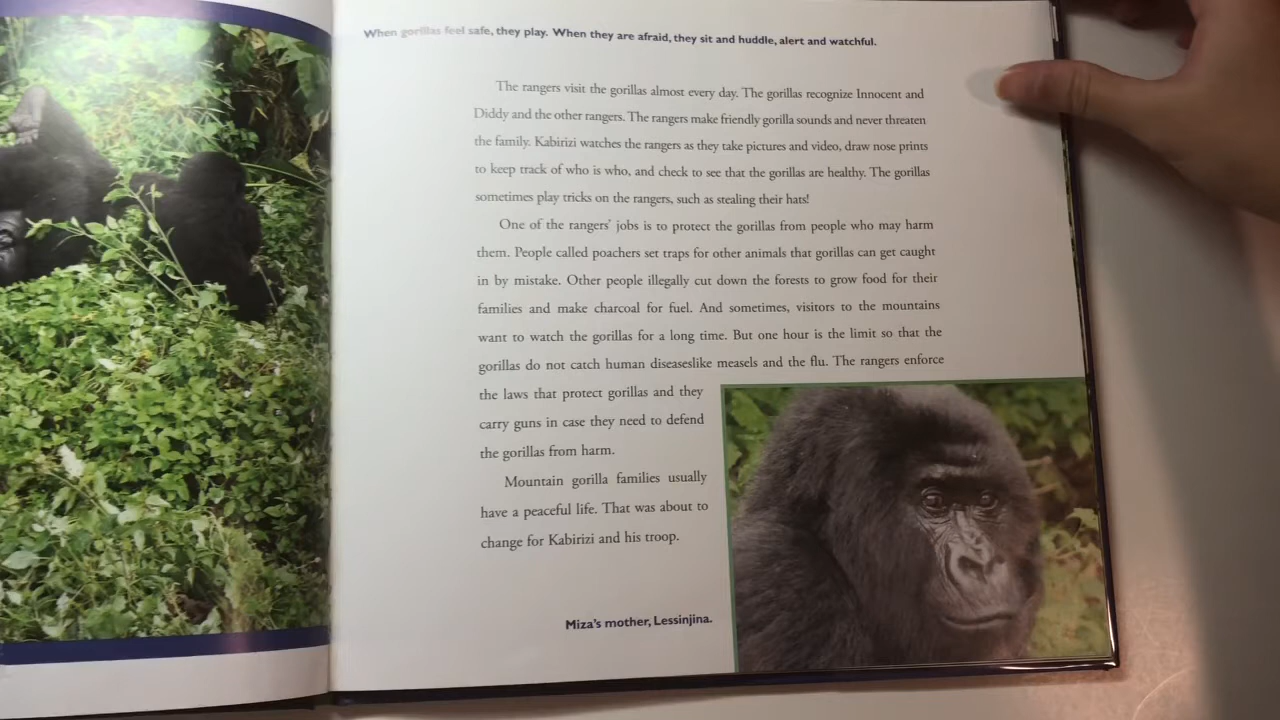 When gorillas feel safe, they play. When they are afraid, they sit and huddle, alert and watchful.
The rangers visit the gorillas almost every day. The gorillas recognize Innocent and
Diddy and the other rangers. The rangers make friendly gorilla sounds and never threaten
the family. Kabirizi watches the rangers as they take pictures and video, draw nose prints
to keep track of who is who, and check to see that the gorillas are healthy. The gorillas
sometimes play tricks on the rangers, such as stealing their hats!
One of the rangers' jobs is to protect the gorillas from people who may harm
them. People called poachers set traps for other animals that gorillas can get caught
in by mistake. Other people illegally cut down the forests to grow food for their
families and make charcoal for fuel. And sometimes, visitors to the mountains
want to watch the gorillas for a long time. But one hour is the limit so that the
gorillas do not catch human diseaseslike measels and the flu. The rangers enforce
the laws that protect gorillas and they
carry guns in case they need to defend
the gorillas from harm.
Mountain gorilla families usually
have a peaceful life. That was about to
change for Kabirizi and his troop.
Miza's mother, Lessinjina.